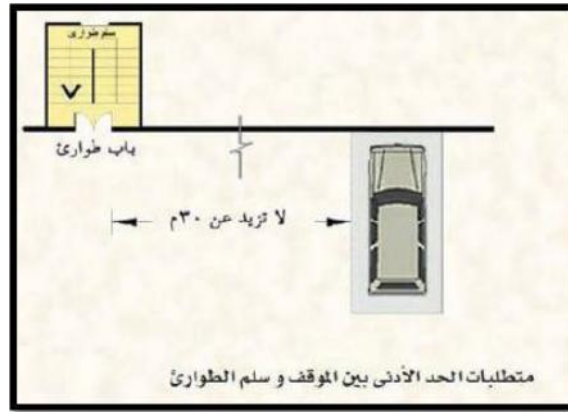 سلم طوارئ
باب طوارئ
لا تزيد عن ٣٠م
متطلبات الحد الأدنى بين الموقف و سلم الطوارئ